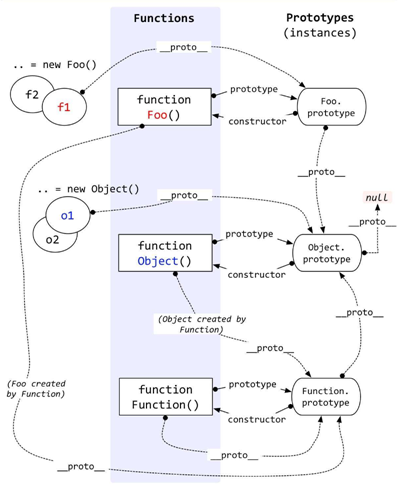 Functions
Prototypes
(instances)
.. = new Foo()
__proto__
f2
f1
function
Foo()
prototype
constructor
Foo.
prototype
__proto__
null
.. = new Object()
__proto__
__proto__
o1
o2
function
Object()
prototype
constructor
Object.
prototype
(Object created by
Function)
__proto__
__proto__
(Foo created
by Function)
function
Function()
prototype
constructor
Function.
prototype
__proto__
__proto__